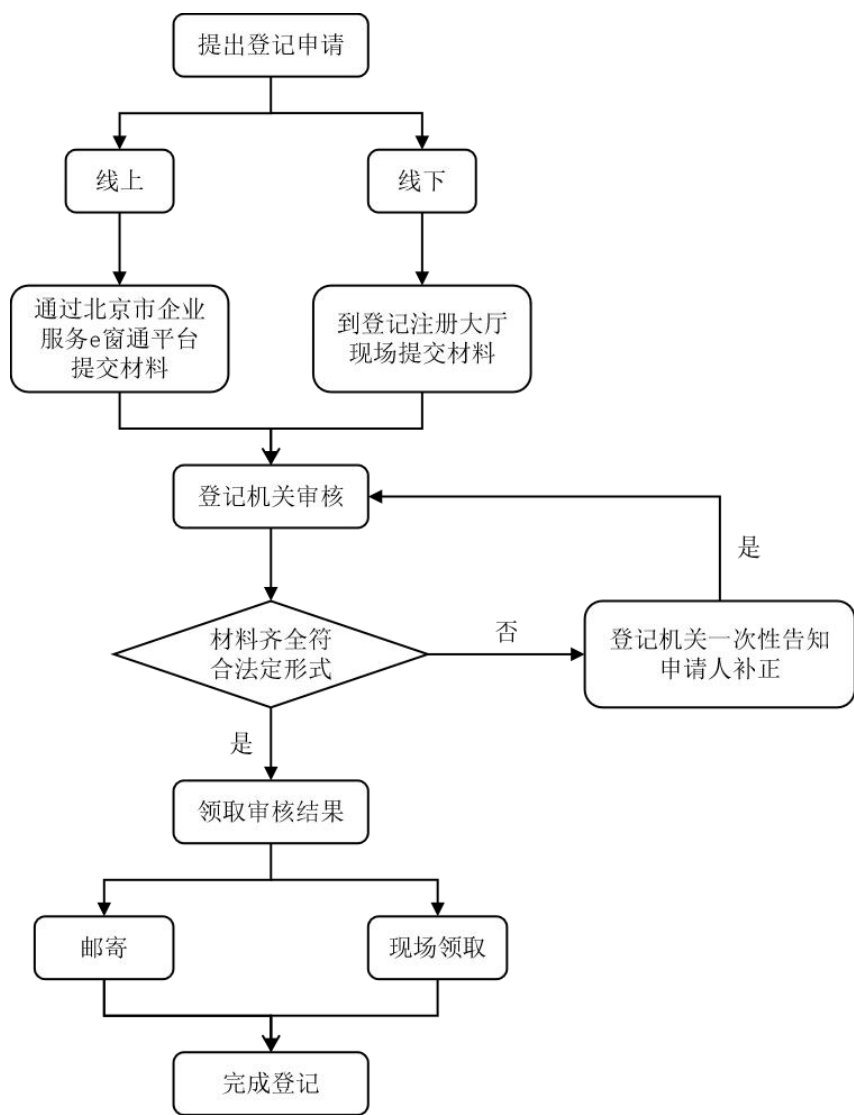 提出登记申请
线上
线下
通过北京市企业
服务e窗通平台
提交材料
到登记注册大厅
现场提交材料
登记机关审核
是
材料齐全符
合法定形式
否
登记机关一次性告知
申请人补正
是
领取审核结果
邮寄
现场领取
完成登记